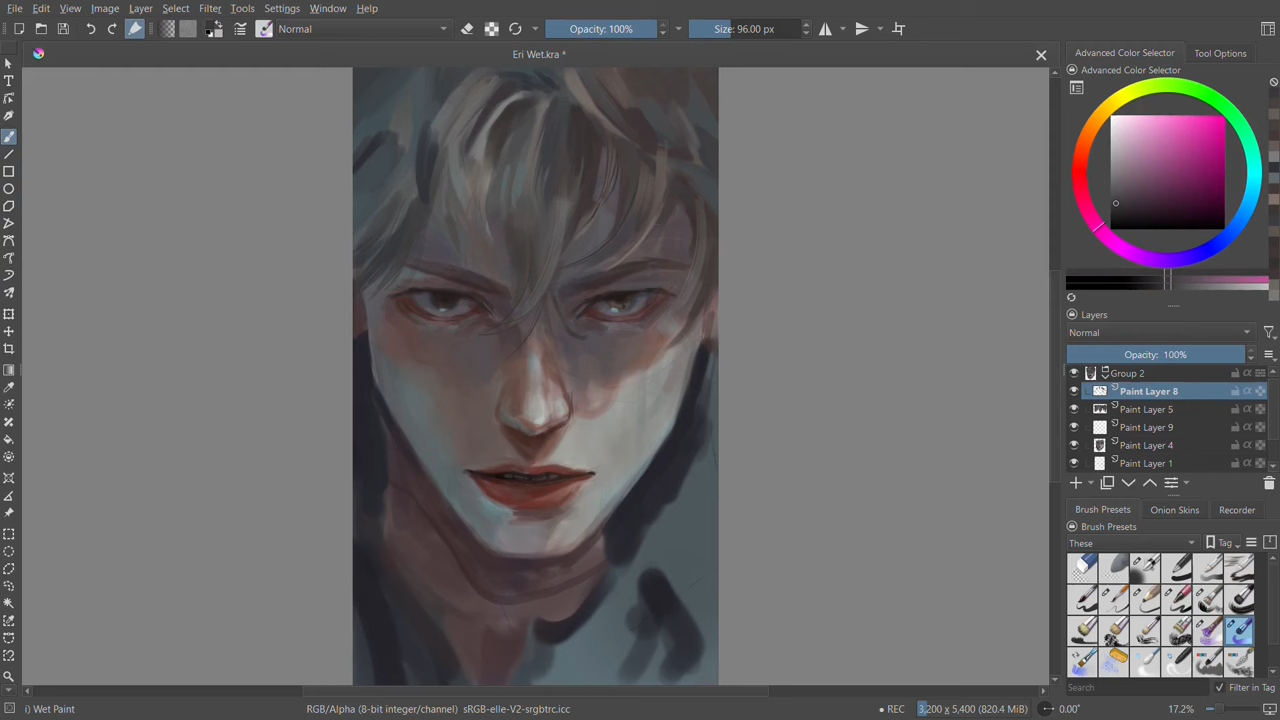 File Edit View Image Layer Select Filter Tools Settings Window Help
Normal
Opacity: 100%
Size: 96.00 px
Eri Wet.kra *
Advanced Color Selector
Tool Options
Advanced Color Selector
Layers
Normal
Opacity: 100%
Group 2
Paint Layer 8
Paint Layer 5
Paint Layer 9
Paint Layer 4
Paint Layer 1
Brush Presets
Onion Skins
Recorder
Brush Presets
These
Tag
Search
Filter in Tag
i) Wet Paint
RGB/Alpha (8-bit integer/channel) sRGB-elle-V2-srgbtrc.icc
REC
3,200 x 5,400 (820.4 MiB)
0.00°
17.2%